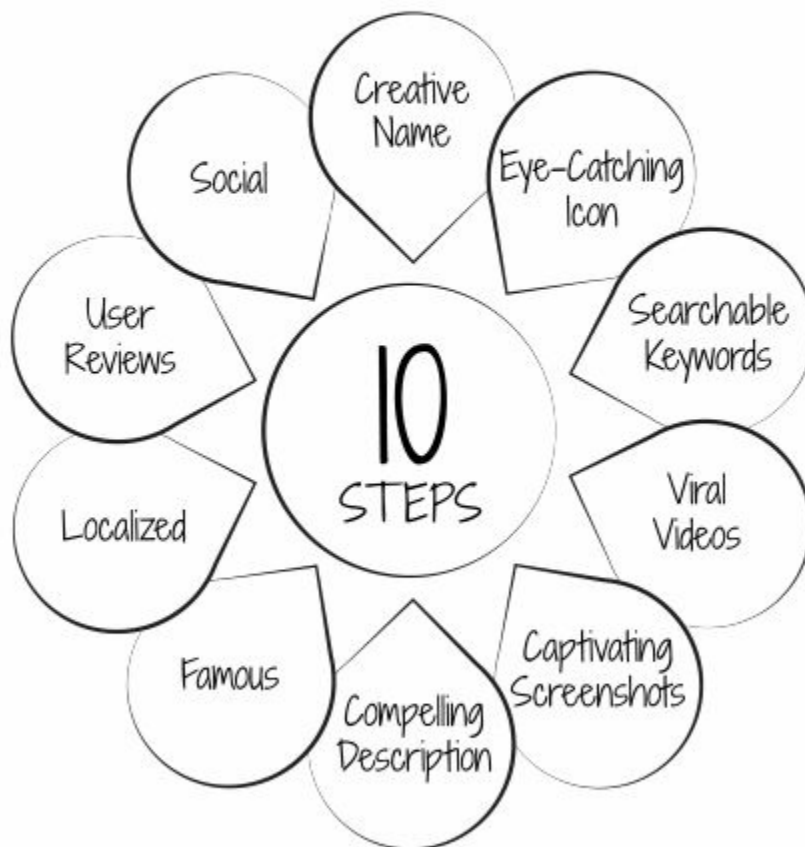 Creative
Name
Eye-Catching
Icon
Searchable
Keywords
Viral
Videos
Captivating
Screenshots
Compelling
Description
Famous
Localized
User
Reviews
Social
10
STEPS